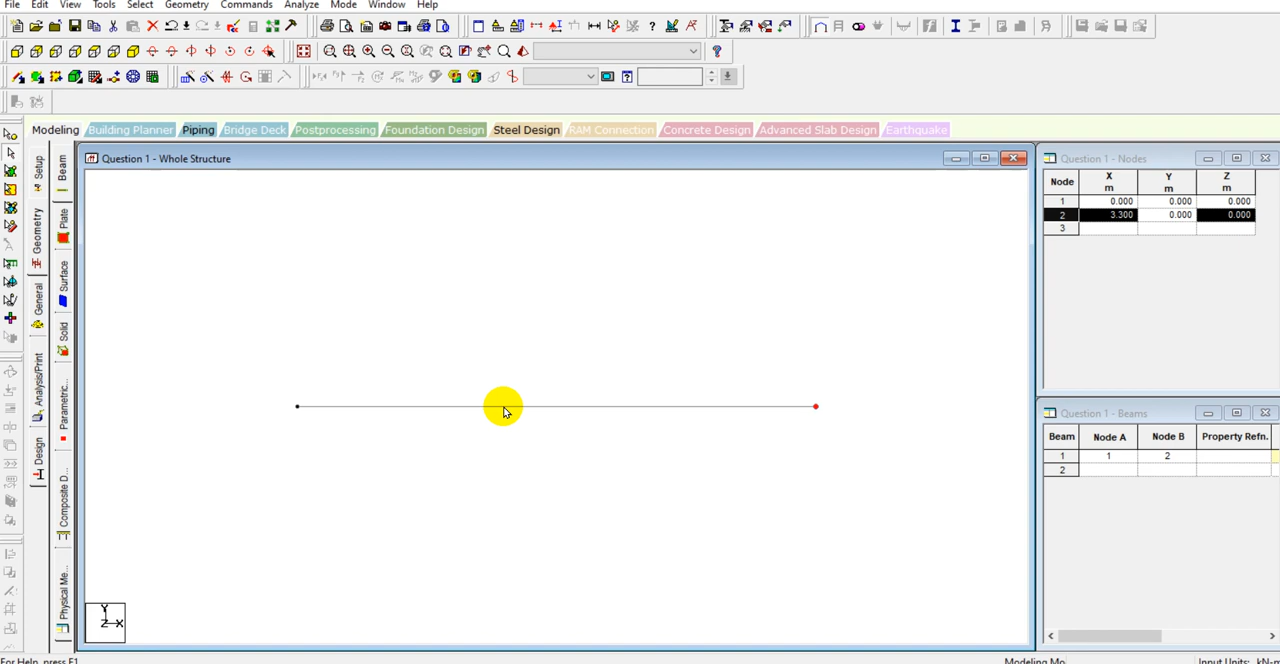 File Edit View Tools Select Geometry Commands Analyze Mode Window Help
Modeling Building Planner Piping Bridge Deck Postprocessing Foundation Design Steel Design RAM Connection Concrete Design Advanced Slab Design Earthquake
Setup
Geometry
General
Analysis/Print
Design
Beam
Plate
Surface
Solid
Parametric...
Composite D...
Physical Me...
Question 1 - Whole Structure
Y
Z X
Question 1 - Nodes
Node X m Y m Z m
1 0.000 0.000 0.000
2 3.300 0.000 0.000
3
Question 1 - Beams
Beam Node A Node B Property Refn.
1 1 2
2
For Help, press F1 Modeling Mo Input Units: kN-m